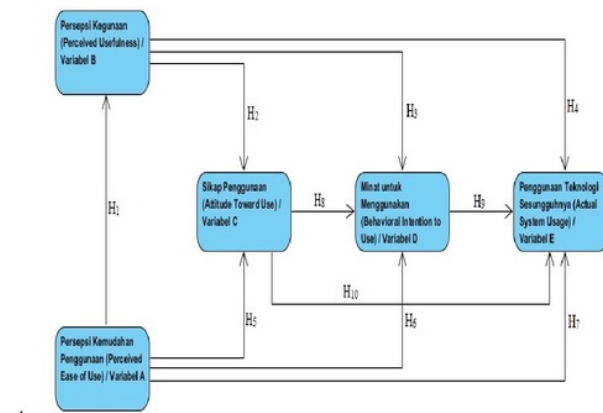 Persepsi Kegunaan
(Perceived Usefulness) /
Variabel B
H2
H3
H4
H1
Sikap Penggunaan
(Attitude Toward Use) /
Variabel C
H8
Minat untuk
Menggunakan
(Behavioral Intention to
Use) / Variabel D
H9
Penggunaan Teknologi
Sesungguhnya (Actual
System Usage) /
Variabel E
H10
H5
H6
H7
Persepsi Kemudahan
Penggunaan (Perceived
Ease of Use) / Variabel A